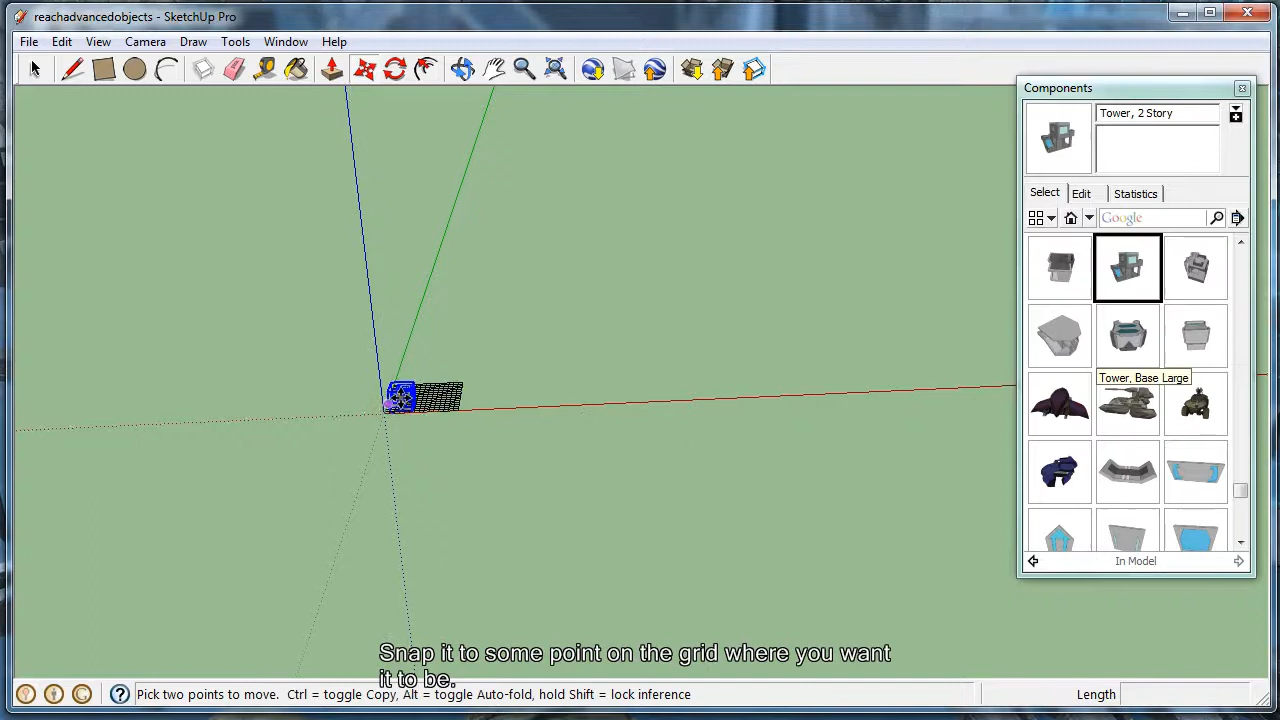 reachadvancedobjects - SketchUp Pro
File Edit View Camera Draw Tools Window Help
Components
Tower, 2 Story
Select Edit Statistics
Google
Tower, Base Large
In Model
Snap it to some point on the grid where you want
it to be.
Pick two points to move. Ctrl = toggle Copy, Alt = toggle Auto-fold, hold Shift = lock inference
Length